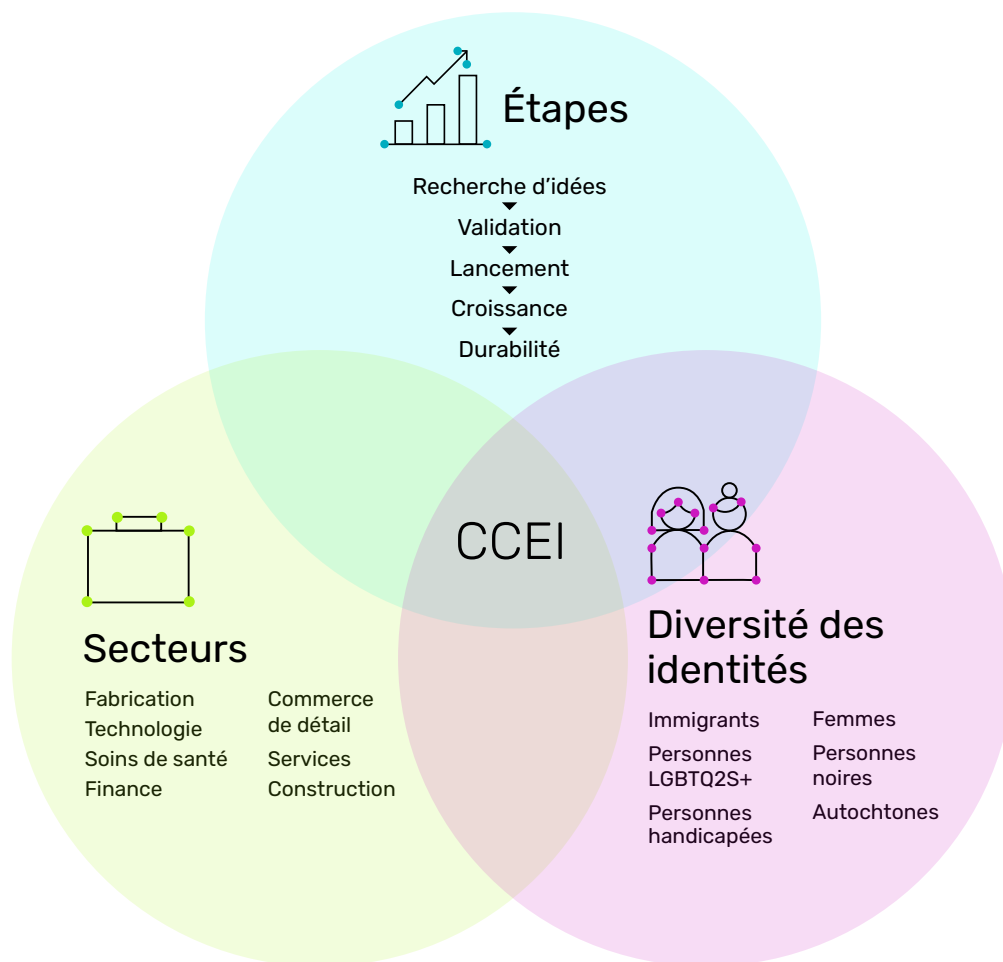 Étapes
Recherche d’idées
Validation
Lancement
Croissance
Durabilité
CCEI
Secteurs
Fabrication
Technologie
Soins de santé
Finance
Commerce
de détail
Services
Construction
Diversité des
identités
Immigrants
Personnes
LGBTQ2S+
Personnes
handicapées
Femmes
Personnes
noires
Autochtones